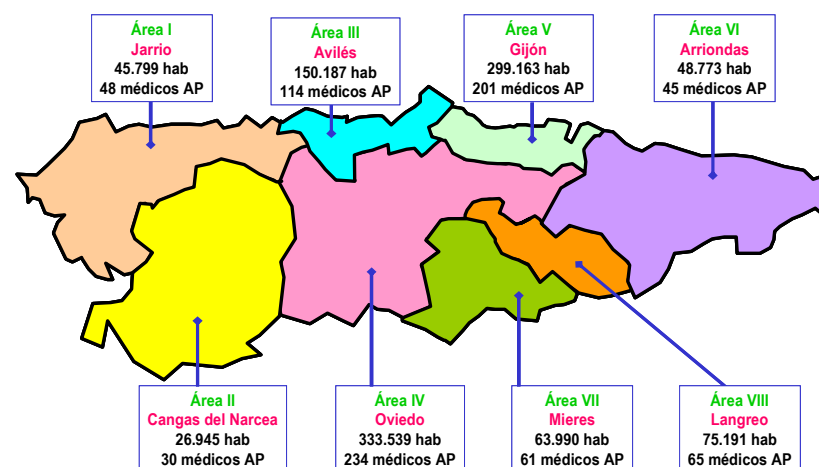 Área I
Jarrio
45.799 hab
48 médicos AP
Área III
Avilés
150.187 hab
114 médicos AP
Área V
Gijón
299.163 hab
201 médicos AP
Área VI
Arriondas
48.773 hab
45 médicos AP
Área II
Cangas del Narcea
26.945 hab
30 médicos AP
Área IV
Oviedo
333.539 hab
234 médicos AP
Área VII
Mieres
63.990 hab
61 médicos AP
Área VIII
Langreo
75.191 hab
65 médicos AP